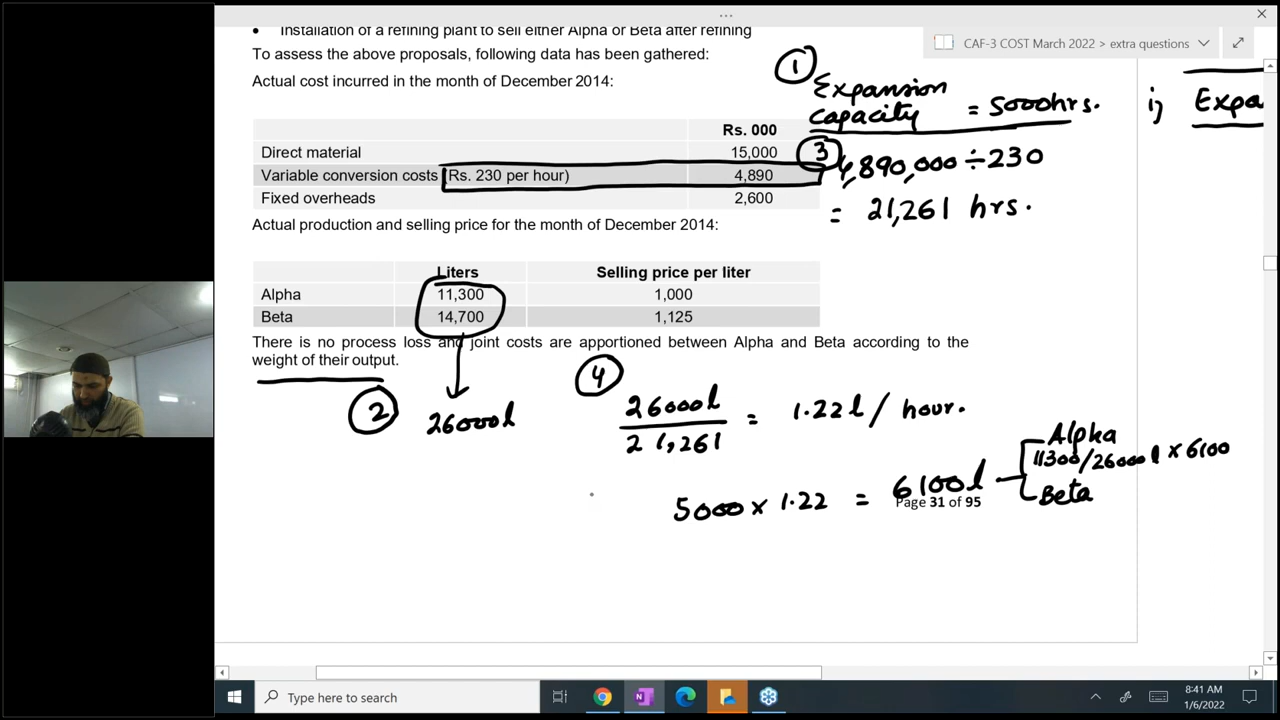 Installation of a refining plant to sell either Alpha or Beta after refining
To assess the above proposals, following data has been gathered:
Actual cost incurred in the month of December 2014:
Rs. 000
Direct material 15,000
Variable conversion costs (Rs. 230 per hour) 4,890
Fixed overheads 2,600
Actual production and selling price for the month of December 2014:
Liters Selling price per liter
Alpha 11,300 1,000
Beta 14,700 1,125
There is no process loss and joint costs are apportioned between Alpha and Beta according to the
weight of their output.
Page 31 of 95
CAF-3 COST March 2022 > extra questions
1
Expansion
capacity = 5000hrs.
3 4,890,000 ÷ 230
= 21,261 hrs.
i, Expa
2 26000l
4
26000l
21,261
= 1.22l / hour.
5000 x 1.22 = 6100l
Alpha
11300/26000l x 6100
Beta
Type here to search
8:41 AM
1/6/2022